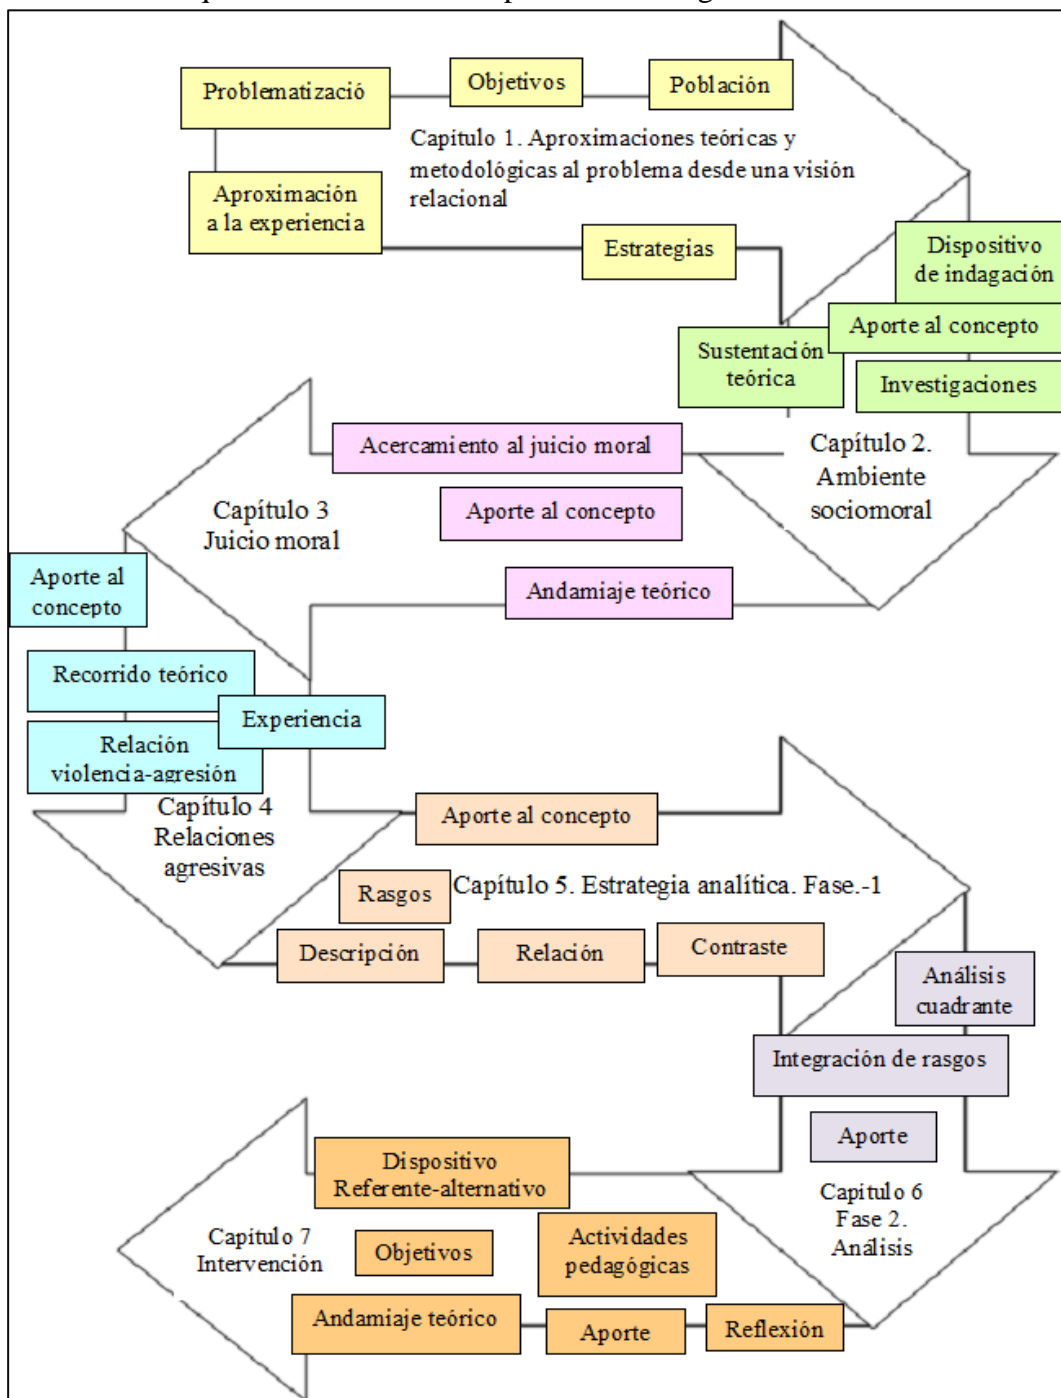 Problematizació
Objetivos
Población
Capítulo 1. Aproximaciones teóricas y
metodológicas al problema desde una visión
relacional
Aproximación
a la experiencia
Estrategias
Dispositivo
de indagación
Aporte al concepto
Sustentación
teórica
Investigaciones
Capítulo 2.
Ambiente
sociomoral
Acercamiento al juicio moral
Aporte al concepto
Capítulo 3
Juicio moral
Andamiaje teórico
Aporte al
concepto
Recorrido teórico
Experiencia
Relación
violencia-agresión
Capítulo 4
Relaciones
agresivas
Aporte al concepto
Capítulo 5. Estrategia analítica. Fase.-1
Rasgos
Descripción
Relación
Contraste
Análisis
cuadrante
Integración de rasgos
Aporte
Capitulo 6
Fase 2.
Análisis
Dispositivo
Referente-alternativo
Capítulo 7
Intervención
Objetivos
Actividades
pedagógicas
Andamiaje teórico
Aporte
Reflexión